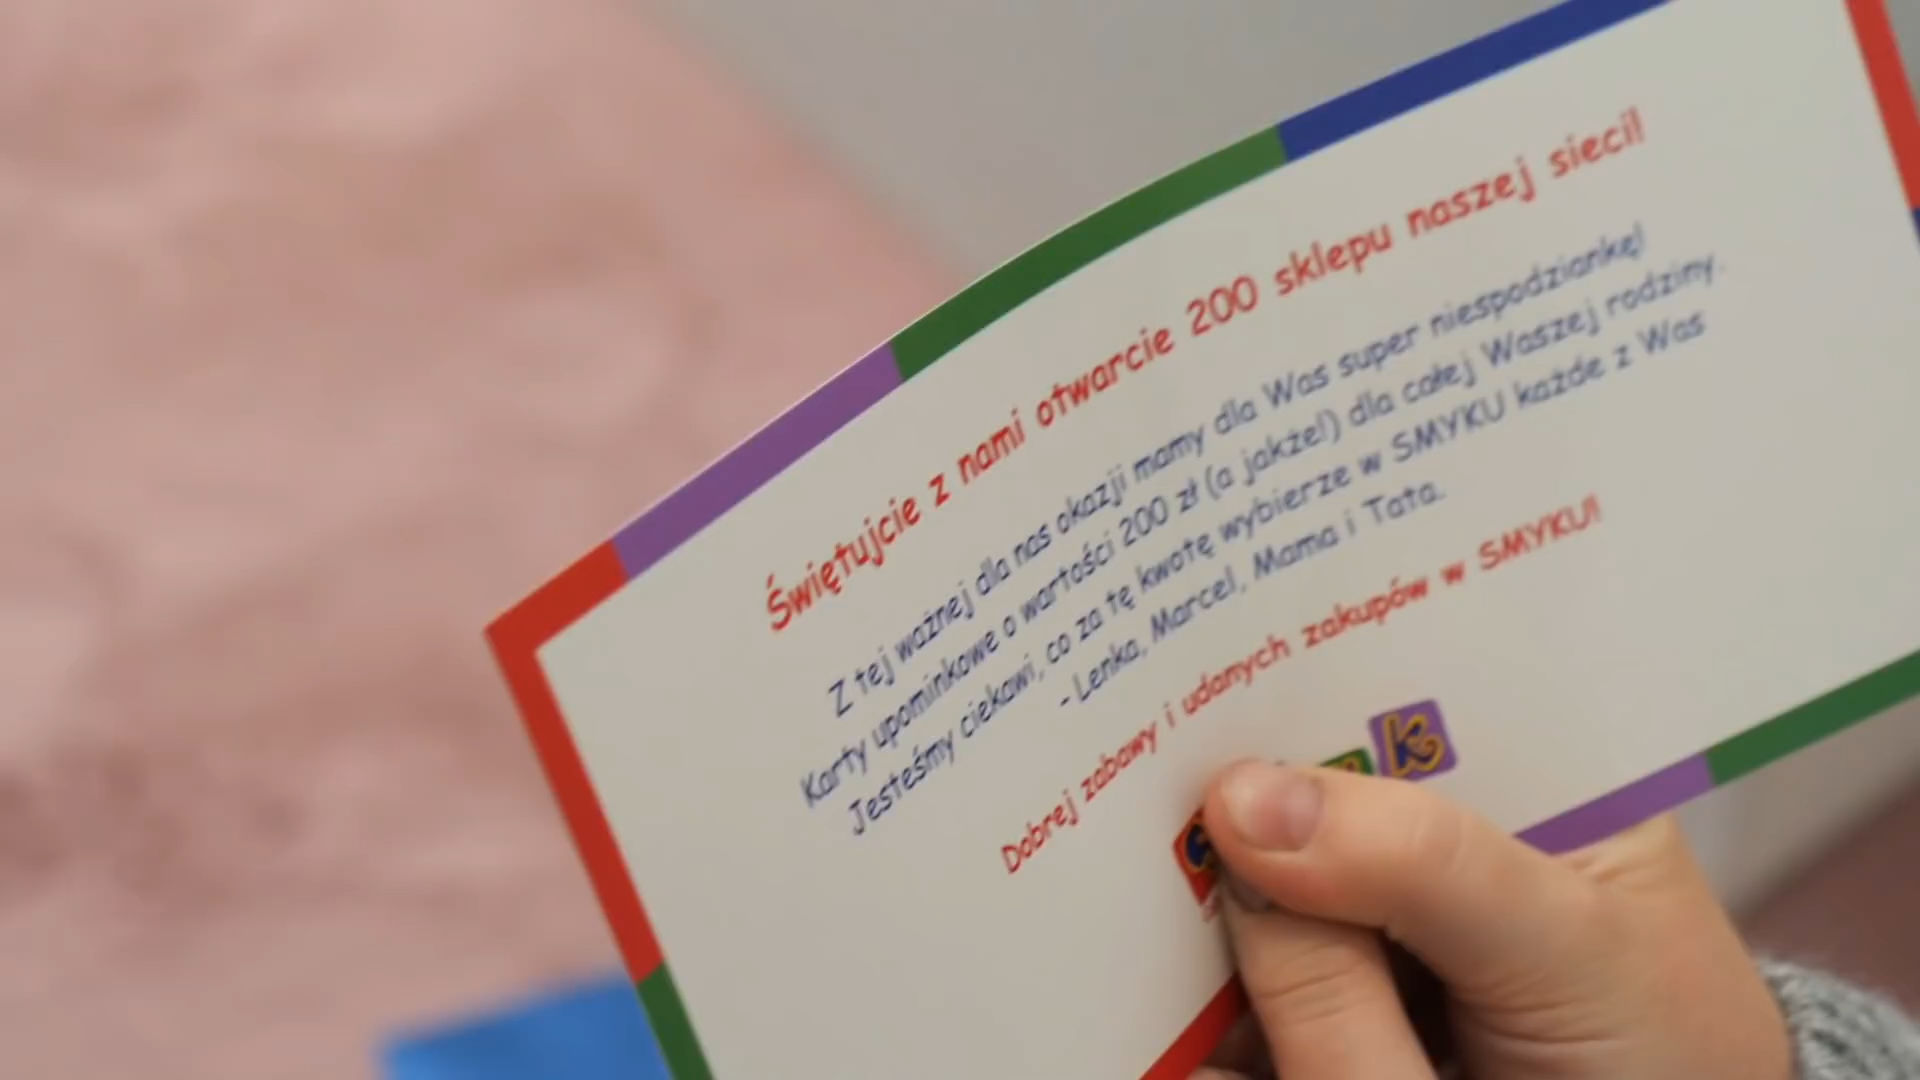 Świętujcie z nami otwarcie 200 sklepu naszej sieci!
Z tej ważnej dla nas okazji mamy dla Was super niespodziankę!
Karty upominkowe o wartości 200 zł (a jakże!) dla całej Waszej rodziny.
Jesteśmy ciekawi, co za tę kwotę wybierze w SMYKU każde z Was
- Lenka, Marcel, Mama i Tata.
Dobrej zabawy i udanych zakupów w SMYKU!
k